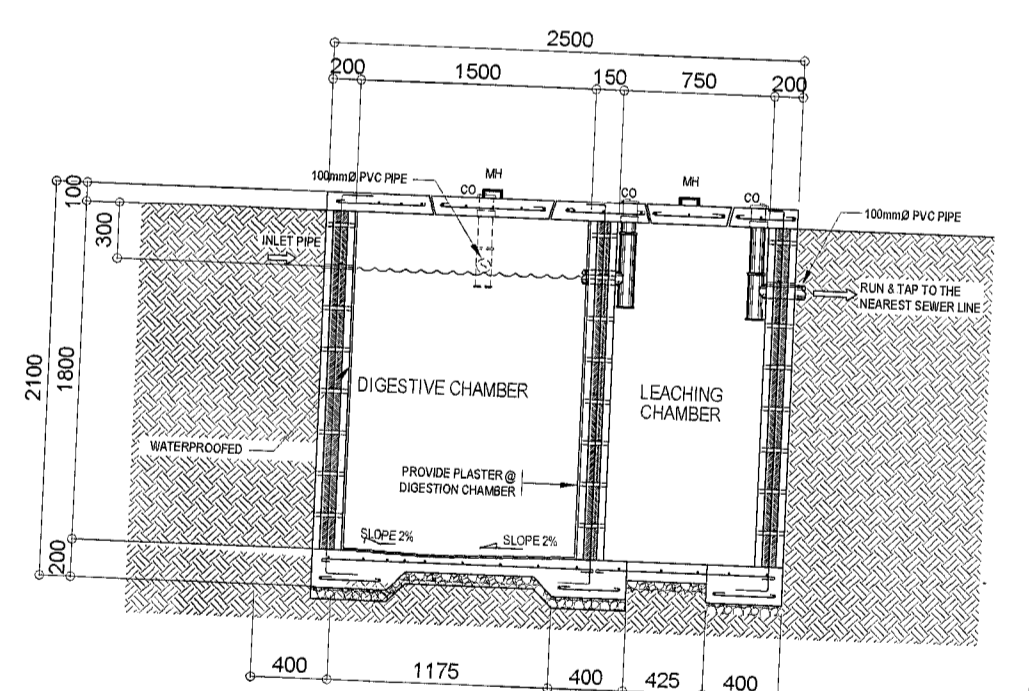 2500
200 1500 150 750 200
100mmØ PVC PIPE
CO
MH
CO
MH
CO
100mmØ PVC PIPE
100
300
INLET PIPE
RUN & TAP TO THE
NEAREST SEWER LINE
2100
1800
DIGESTIVE CHAMBER
LEACHING
CHAMBER
WATERPROOFED
PROVIDE PLASTER @
DIGESTION CHAMBER
SLOPE 2%
SLOPE 2%
200
400 1175 400 425 400